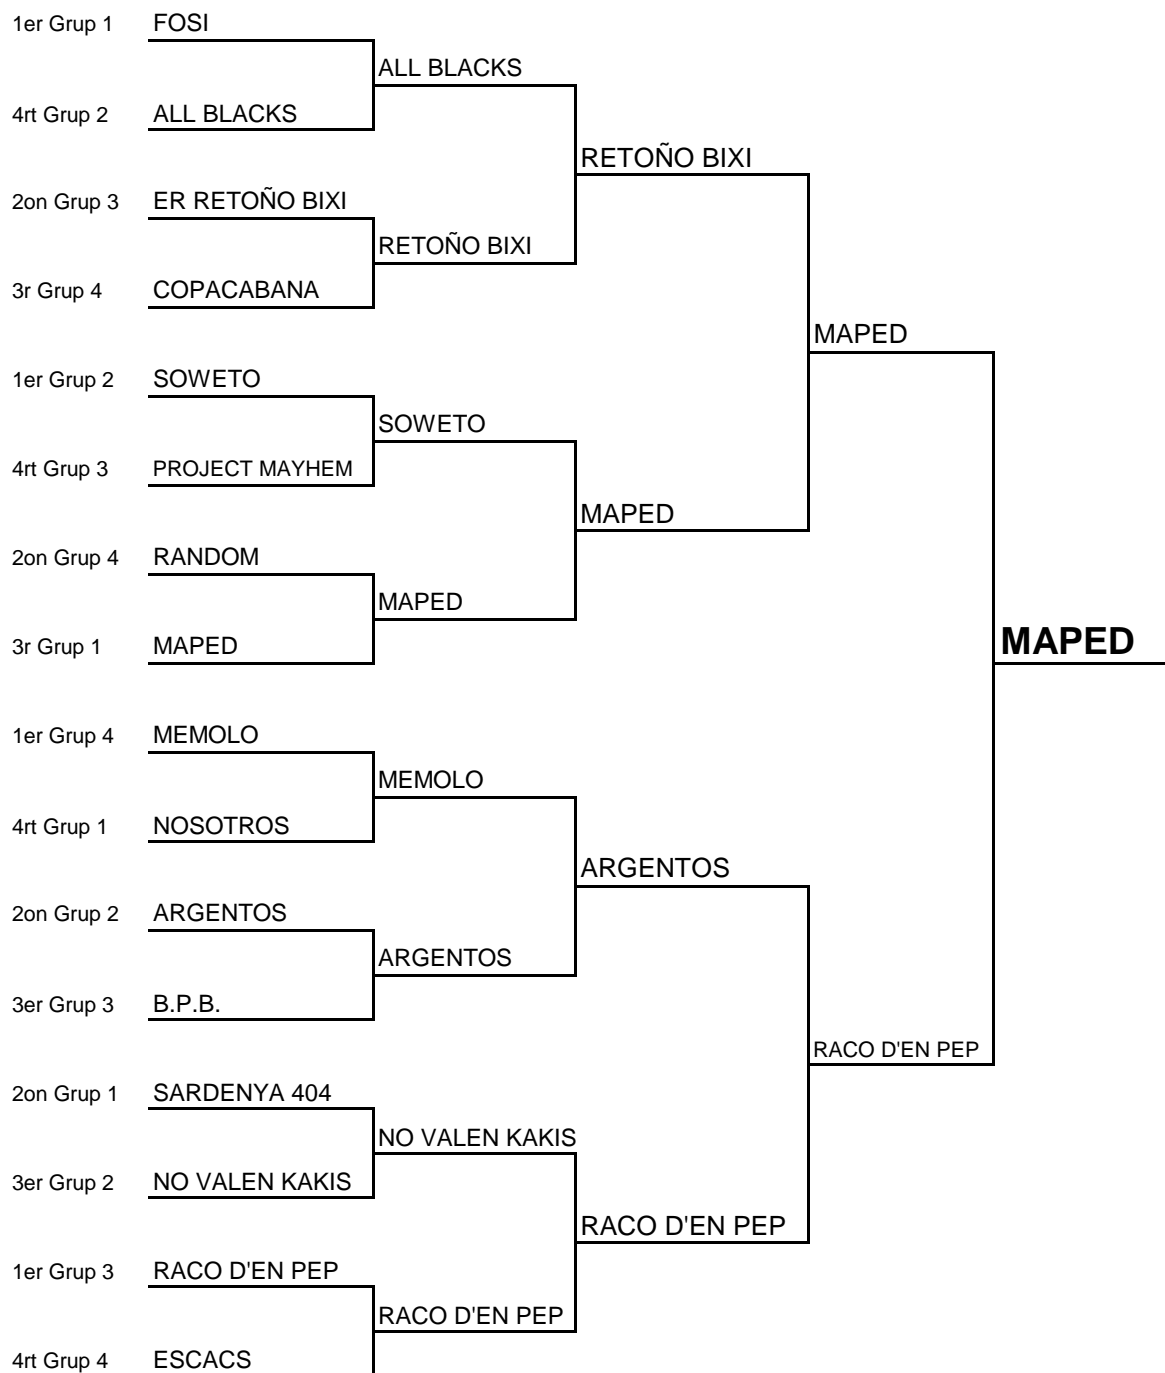 1er Grup 1 FOSI
ALL BLACKS
4rt Grup 2 ALL BLACKS
RETOÑO BIXI
2on Grup 3 ER RETOÑO BIXI
RETOÑO BIXI
3r Grup 4 COPACABANA
MAPED
1er Grup 2 SOWETO
SOWETO
4rt Grup 3 PROJECT MAYHEM
MAPED
2on Grup 4 RANDOM
MAPED
3r Grup 1 MAPED
MAPED
1er Grup 4 MEMOLO
MEMOLO
4rt Grup 1 NOSOTROS
ARGENTOS
2on Grup 2 ARGENTOS
ARGENTOS
3er Grup 3 B.P.B.
RACO D'EN PEP
2on Grup 1 SARDENYA 404
NO VALEN KAKIS
3er Grup 2 NO VALEN KAKIS
RACO D'EN PEP
1er Grup 3 RACO D'EN PEP
RACO D'EN PEP
4rt Grup 4 ESCACS